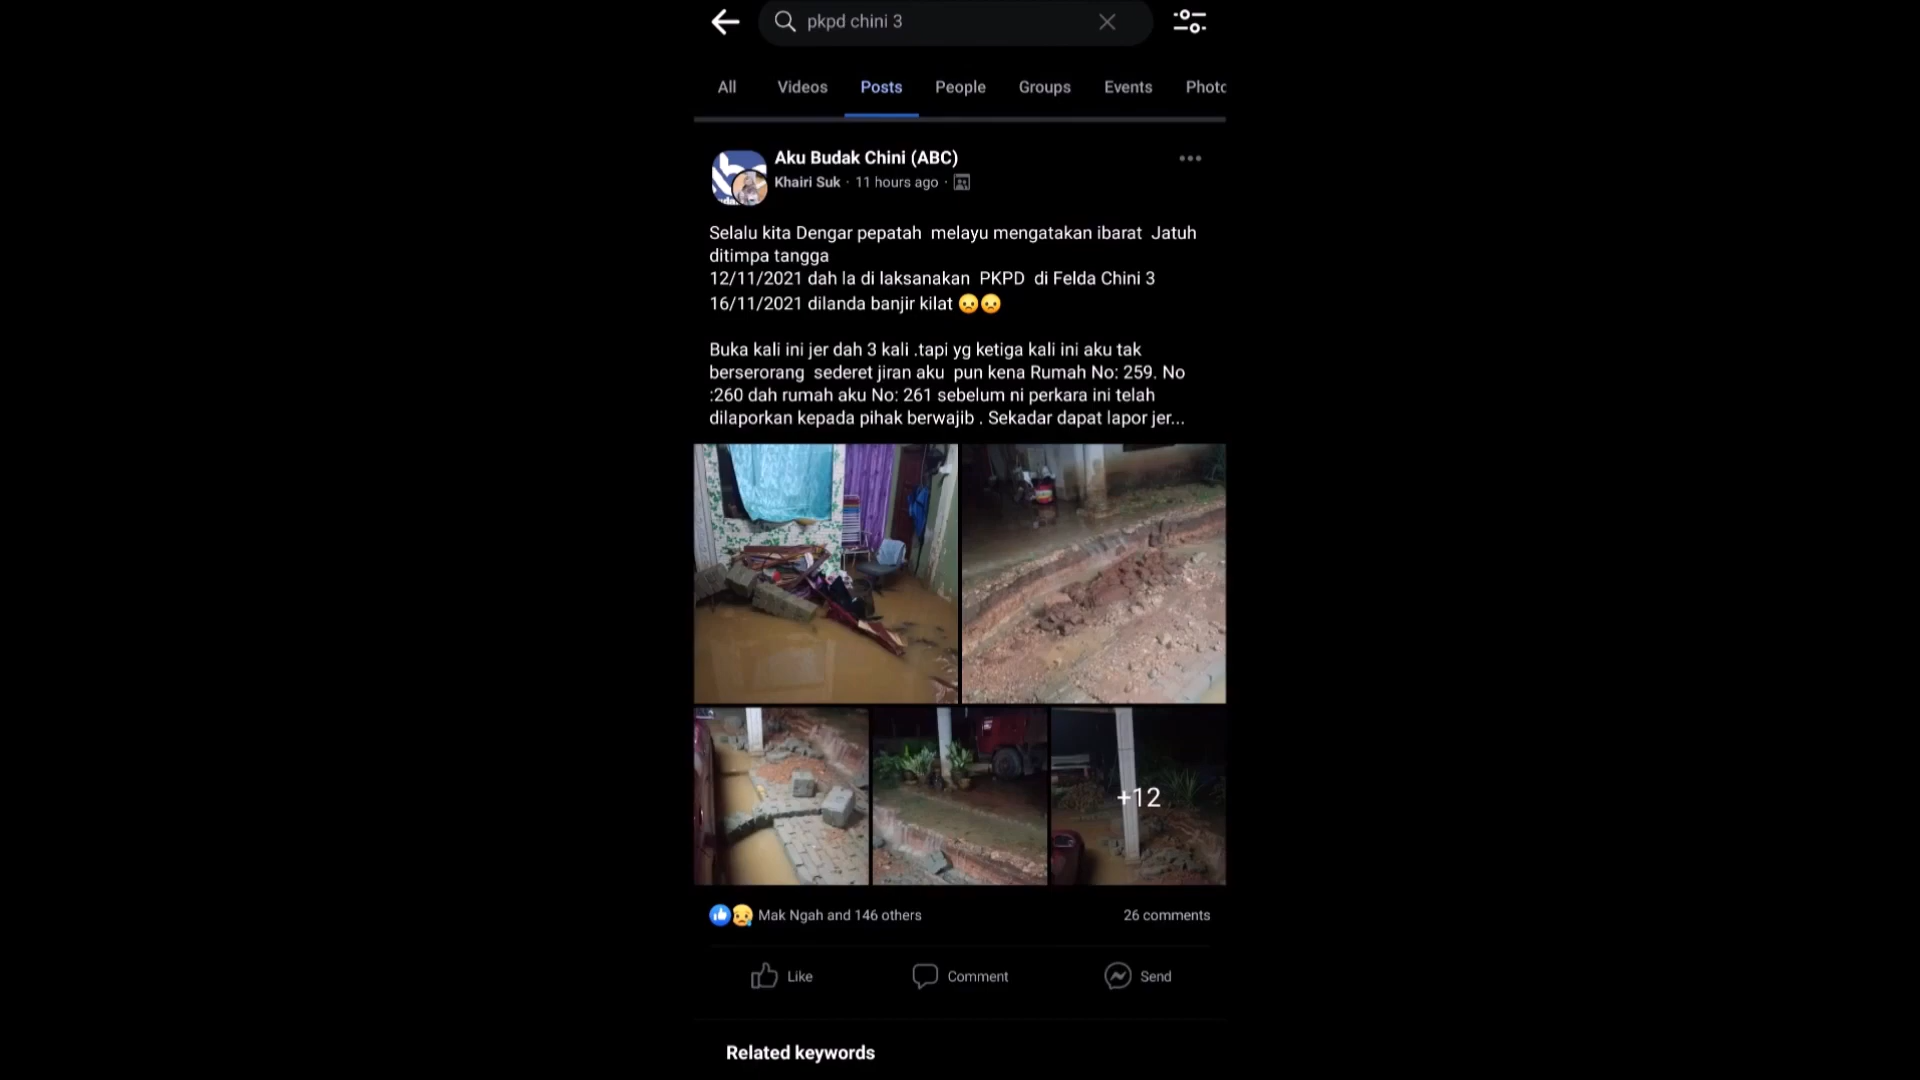 pkpd chini 3
All Videos Posts People Groups Events Photo
Aku Budak Chini (ABC)
Khairi Suk · 11 hours ago ·
Selalu kita Dengar pepatah melayu mengatakan ibarat Jatuh
ditimpa tangga
12/11/2021 dah la di laksanakan PKPD di Felda Chini 3
16/11/2021 dilanda banjir kilat 😞😞
Buka kali ini jer dah 3 kali .tapi yg ketiga kali ini aku tak
berserorang sederet jiran aku pun kena Rumah No: 259. No
:260 dah rumah aku No: 261 sebelum ni perkara ini telah
dilaporkan kepada pihak berwajib . Sekadar dapat lapor jer...
+12
Mak Ngah and 146 others 26 comments
Like Comment Send
Related keywords